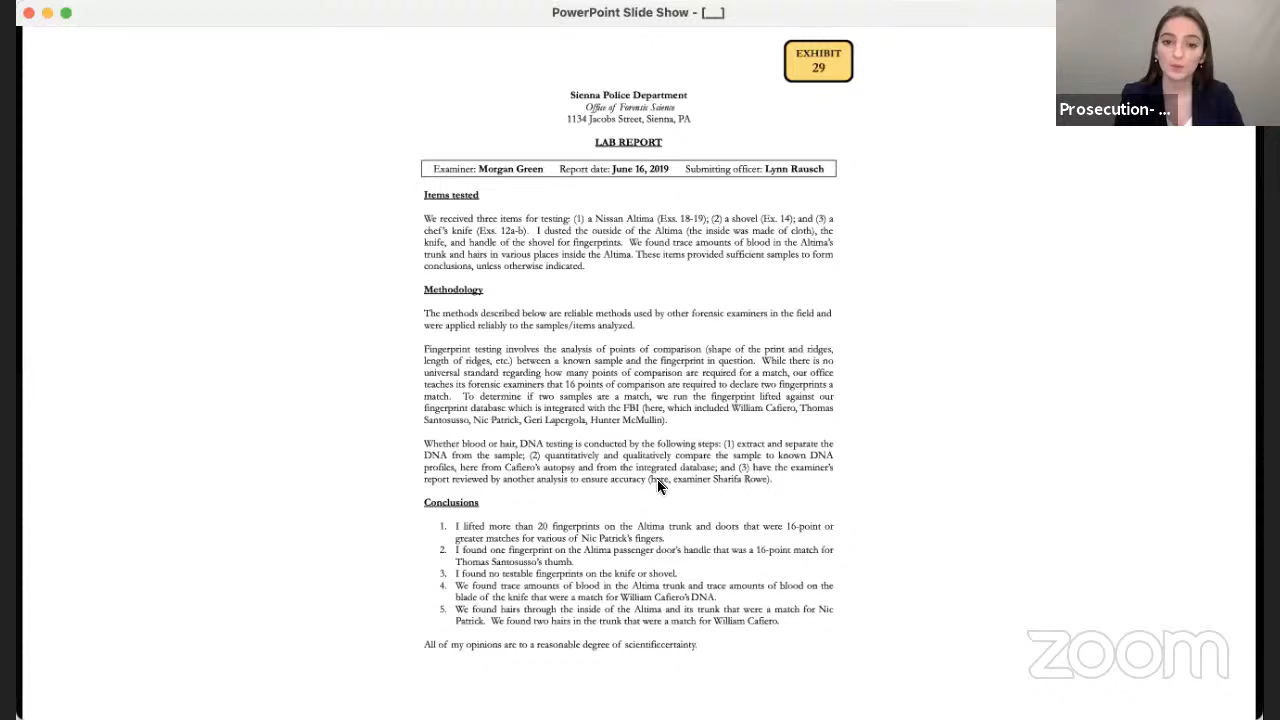 PowerPoint Slide Show - [__]
EXHIBIT
29
Prosecution- ...
Sienna Police Department
Office of Forensic Science
1134 Jacobs Street, Sienna, PA
LAB REPORT
Examiner: Morgan Green Report date: June 16, 2019 Submitting officer: Lynn Rausch
Items tested
We received three items for testing: (1) a Nissan Altima (Exs. 18-19); (2) a shovel (Ex. 14); and (3) a
chef's knife (Exs. 12a-b). I dusted the outside of the Altima (the inside was made of cloth), the
knife, and handle of the shovel for fingerprints. We found trace amounts of blood in the Altima's
trunk and hairs in various places inside the Altima. These items provided sufficient samples to form
conclusions, unless otherwise indicated.
Methodology
The methods described below are reliable methods used by other forensic examiners in the field and
were applied reliably to the samples/items analyzed.
Fingerprint testing involves the analysis of points of comparison (shape of the print and ridges,
length of ridges, etc.) between a known sample and the fingerprint in question. While there is no
universal standard regarding how many points of comparison are required for a match, our office
teaches its forensic examiners that 16 points of comparison are required to declare two fingerprints a
match. To determine if two samples are a match, we run the fingerprint lifted against our
fingerprint database which is integrated with the FBI (here, which included William Cafiero, Thomas
Santosusso, Nic Patrick, Geri Lapergola, Hunter McMullin).
Whether blood or hair, DNA testing is conducted by the following steps: (1) extract and separate the
DNA from the sample; (2) quantitatively and qualitatively compare the sample to known DNA
profiles, here from Cafiero's autopsy and from the integrated database; and (3) have the examiner's
report reviewed by another analysis to ensure accuracy (here, examiner Sharifa Rowe).
Conclusions
1. I lifted more than 20 fingerprints on the Altima trunk and doors that were 16-point or
greater matches for various of Nic Patrick's fingers.
2. I found one fingerprint on the Altima passenger door's handle that was a 16-point match for
Thomas Santosusso's thumb.
3. I found no testable fingerprints on the knife or shovel.
4. We found trace amounts of blood in the Altima trunk and trace amounts of blood on the
blade of the knife that were a match for William Cafiero's DNA.
5. We found hairs through the inside of the Altima and its trunk that were a match for Nic
Patrick. We found two hairs in the trunk that were a match for William Cafiero.
All of my opinions are to a reasonable degree of scientificcertainty.
zoom